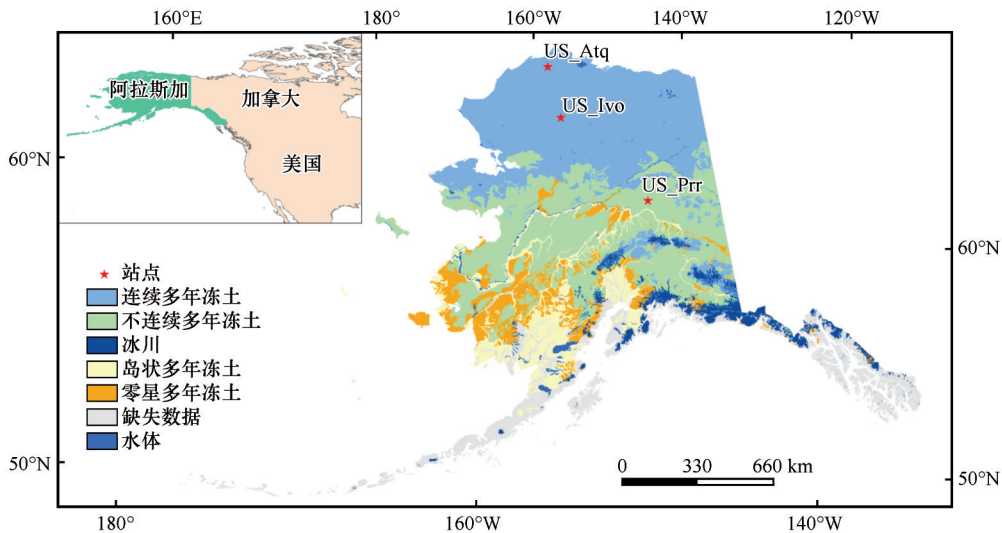 160°E 180° 160°W 140°W 120°W
US_Atq
阿拉斯加
加拿大
US_Ivo
60°N
美国
US_Prr
60°N
站点
连续多年冻土
不连续多年冻土
冰川
岛状多年冻土
零星多年冻土
缺失数据
水体
50°N
0 330 660 km
50°N
180° 160°W 140°W